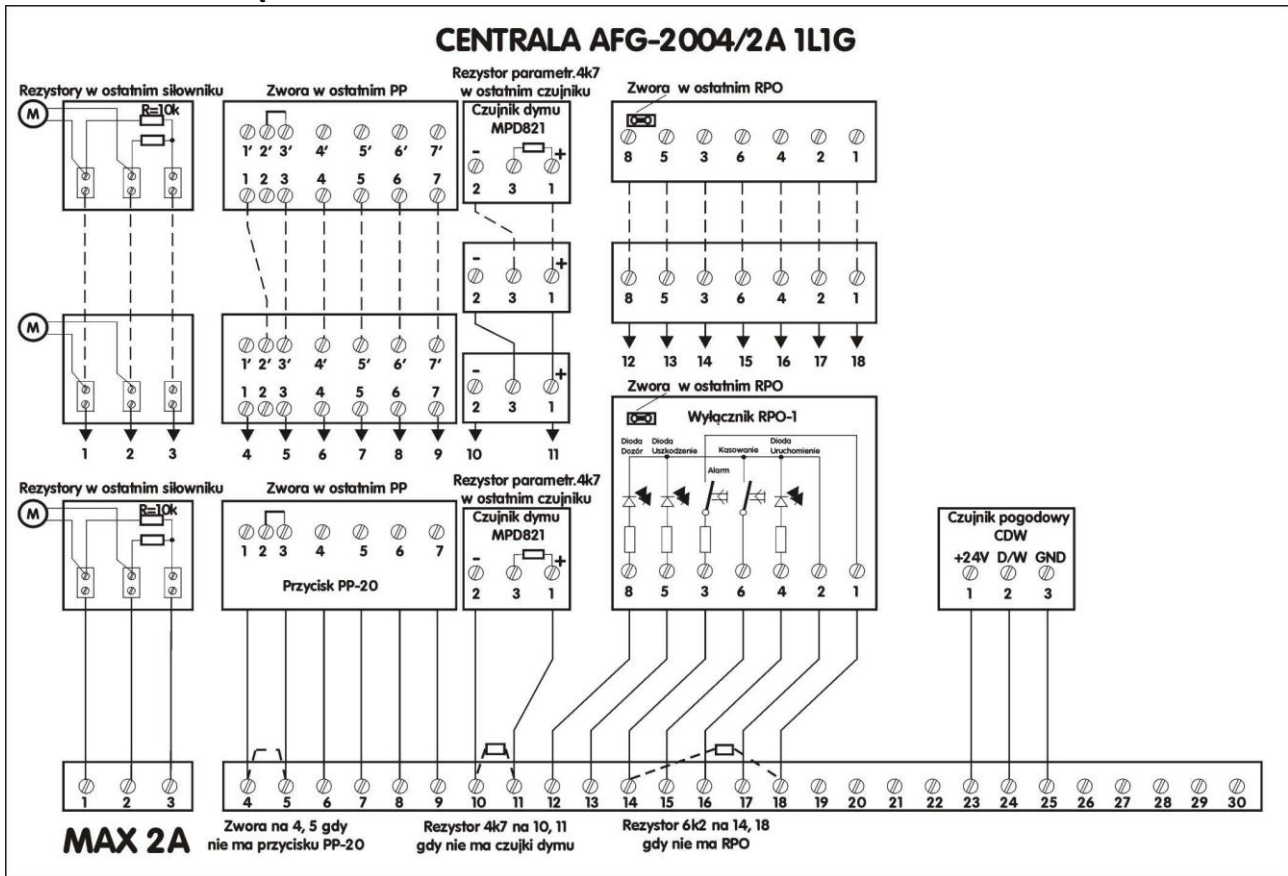 CENTRALA AFG-2004/2A 1L1G
Rezystory w ostatnim siłowniku
M
R=10k
Zwora w ostatnim PP
1' 2' 3' 4' 5' 6' 7'
1 2 3 4 5 6 7
Rezystor parametr.4k7
w ostatnim czujniku
Czujnik dymu
MPD821
- +
2 3 1
Zwora w ostatnim RPO
8 5 3 6 4 2 1
- +
2 3 1
8 5 3 6 4 2 1
12 13 14 15 16 17 18
M
1' 2' 3' 4' 5' 6' 7'
1 2 3 4 5 6 7
- +
2 3 1
1 2 3 4 5 6 7 8 9 10 11
Zwora w ostatnim RPO
Wyłącznik RPO-1
Dioda
Dozór
Dioda
Uszkodzenie
Alarm
Kasowanie
Dioda
Uruchomienie
8 5 3 6 4 2 1
Rezystory w ostatnim siłowniku
M
R=10k
Zwora w ostatnim PP
1 2 3 4 5 6 7
Przycisk PP-20
Rezystor parametr.4k7
w ostatnim czujniku
Czujnik dymu
MPD821
- +
2 3 1
Czujnik pogodowy
CDW
+24V D/W GND
1 2 3
1 2 3 4 5 6 7 8 9 10 11 12 13 14 15 16 17 18 19 20 21 22 23 24 25 26 27 28 29 30
MAX 2A
Zwora na 4, 5 gdy
nie ma przycisku PP-20
Rezystor 4k7 na 10, 11
gdy nie ma czujki dymu
Rezystor 6k2 na 14, 18
gdy nie ma RPO